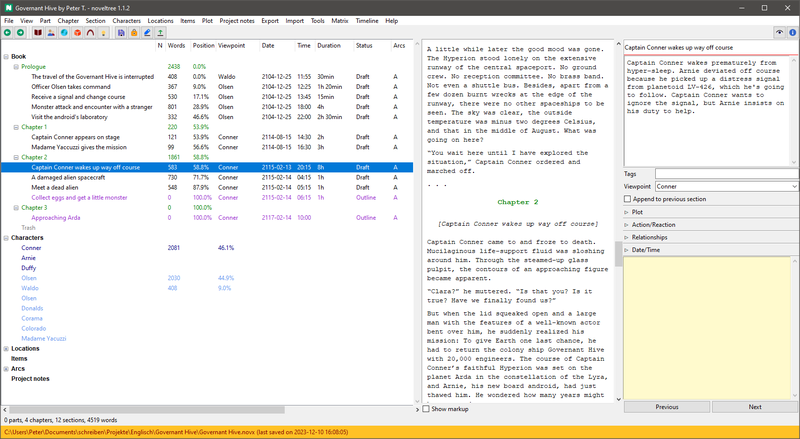 Governant Hive by Peter T. - noveltree 1.1.2
File View Part Chapter Section Characters Locations Items Plot Project notes Export Import Tools Matrix Timeline Help
N Words Position Viewpoint Date Time Duration Status Arcs
Book
Prologue 2438 0.0%
The travel of the Governant Hive is interrupted 408 0.0% Waldo 2104-12-25 11:55 30min Draft A
Officer Olsen takes command 367 9.0% Olsen 2104-12-25 12:25 1h 20min Draft A
Receive a signal and change course 530 17.1% Olsen 2104-12-25 13:45 15min Draft A
Monster attack and encounter with a stranger 801 28.9% Olsen 2104-12-25 18:00 4h Draft A
Visit the android's laboratory 332 46.6% Olsen 2104-12-25 22:00 2h 30min Draft A
Chapter 1 220 53.9%
Captain Conner appears on stage 121 53.9% Conner 2114-08-15 14:30 2h Draft A
Madame Yaccuzi gives the mission 99 56.6% Conner 2114-08-14 20:30 2h Draft A
Chapter 2 1861 58.8%
Captain Conner wakes up way off course 583 58.8% Conner 2115-02-13 20:15 8h Draft A
A damaged alien spacecraft 730 71.7% Conner 2115-02-14 04:15 1h Draft A
Meet a dead alien 548 87.9% Conner 2115-02-14 05:15 1h Draft A
Collect eggs and get a little monster 0 100.0% Conner 2115-02-14 06:15 1h Outline A
Chapter 3 0 100.0%
Approaching Arda 0 100.0% Conner 2117-02-14 10:00 Outline A
Trash
Characters
Conner 2081 46.1%
Arnie
Duffy
Olsen 2030 44.9%
Waldo 408 9.0%
Olsen
Donalds
Corama
Colorado
Madame Yacuzzi
Locations
Items
Arcs
Project notes
0 parts, 4 chapters, 12 sections, 4519 words
C:\Users\Peter\Documents\schreiben\Projekte\Englisch\Governant Hive\Governant Hive.novx (last saved on 2023-12-10 16:08:05)
A little while later the good mood was gone.
The Hyperion stood lonely on the extensive
runway of the central spaceport. No ground
crew. No reception committee. No brass band.
Not even a shuttle bus. Besides, apart from a
few dozen burnt wrecks at the edge of the
runway, there were no other spaceships to be
seen. The sky was clear, the outside
temperature was minus two degrees Celsius,
and that in the middle of August. What was
going on here?
“You wait here until I have explored the
situation,” Captain Conner ordered and
marched off.
. . .
Chapter 2
[Captain Conner wakes up way off course]
Captain Conner came to and froze to death.
Mucilaginous life-support fluid was sloshing
around him. Through the steamed-up glass
pulpit, the contours of an approaching figure
became apparent.
“Clara?” he muttered. “Is that you? Is it
true? Have we finally found us?”
But when the lid squeaked open and a large
man with the features of a well-known actor
bent over him, he suddenly realized his
mission: To give Earth one last chance, he
had to return the colony ship Governant Hive
with 20,000 engineers. The course of Captain
Conner’s faithful Hyperion was set on the
planet Arda in the constellation of the Lyra,
and Arnie, his new board android, had just
thawed him. He wondered how many years might
Show markup
Captain Conner wakes up way off course
Captain Conner wakes prematurely from
hyper-sleep. Arnie deviated off course
because he picked up a distress signal
from planetoid LV-426, which he's going
to follow. Captain Conner wants to
ignore the signal, but Arnie insists on
his duty to help.
Tags
Viewpoint Conner
Append to previous section
Plot
Action/Reaction
Relationships
Date/Time
Previous Next